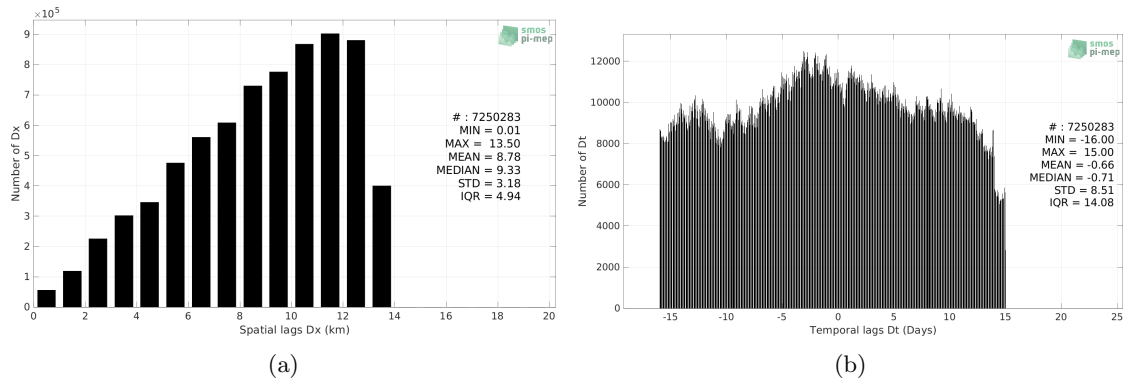 ×10⁵
9
8
7
6
5
4
3
2
1
0
Number of Dx
0 2 4 6 8 10 12 14 16 18 20
Spatial lags Dx (km)
smos
pi-mep
# : 7250283
MIN = 0.01
MAX = 13.50
MEAN = 8.78
MEDIAN = 9.33
STD = 3.18
IQR = 4.94
(a)
12000
10000
8000
6000
4000
2000
0
Number of Dt
-15 -10 -5 0 5 10 15 20 25
Temporal lags Dt (Days)
smos
pi-mep
# : 7250283
MIN = -16.00
MAX = 15.00
MEAN = -0.66
MEDIAN = -0.71
STD = 8.51
IQR = 14.08
(b)